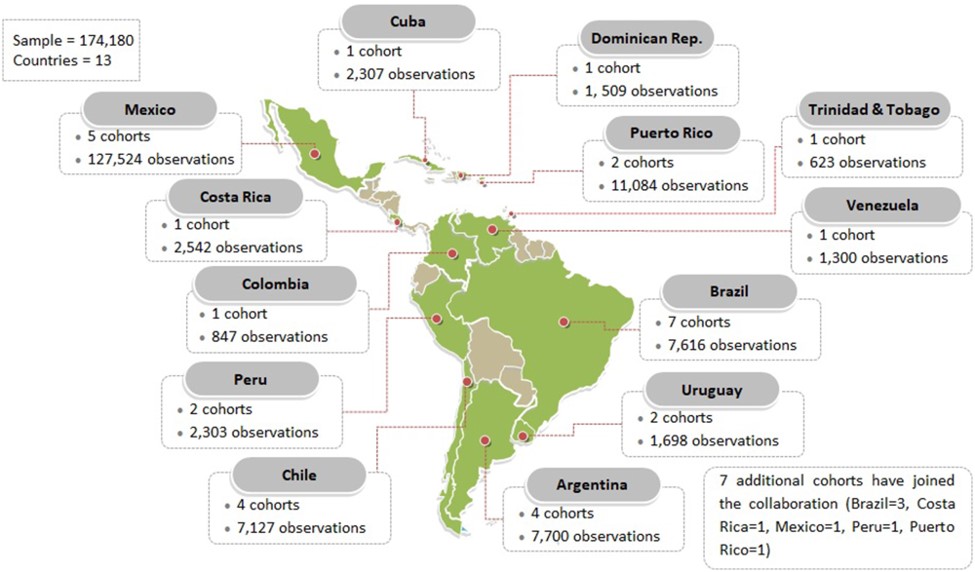 Sample = 174,180
Countries = 13
Cuba
• 1 cohort
• 2,307 observations
Dominican Rep.
• 1 cohort
• 1, 509 observations
Mexico
• 5 cohorts
• 127,524 observations
Puerto Rico
• 2 cohorts
• 11,084 observations
Trinidad & Tobago
• 1 cohort
• 623 observations
Costa Rica
• 1 cohort
• 2,542 observations
Venezuela
• 1 cohort
• 1,300 observations
Colombia
• 1 cohort
• 847 observations
Brazil
• 7 cohorts
• 7,616 observations
Peru
• 2 cohorts
• 2,303 observations
Uruguay
• 2 cohorts
• 1,698 observations
Chile
• 4 cohorts
• 7,127 observations
Argentina
• 4 cohorts
• 7,700 observations
7 additional cohorts have joined
the collaboration (Brazil=3, Costa
Rica=1, Mexico=1, Peru=1, Puerto
Rico=1)